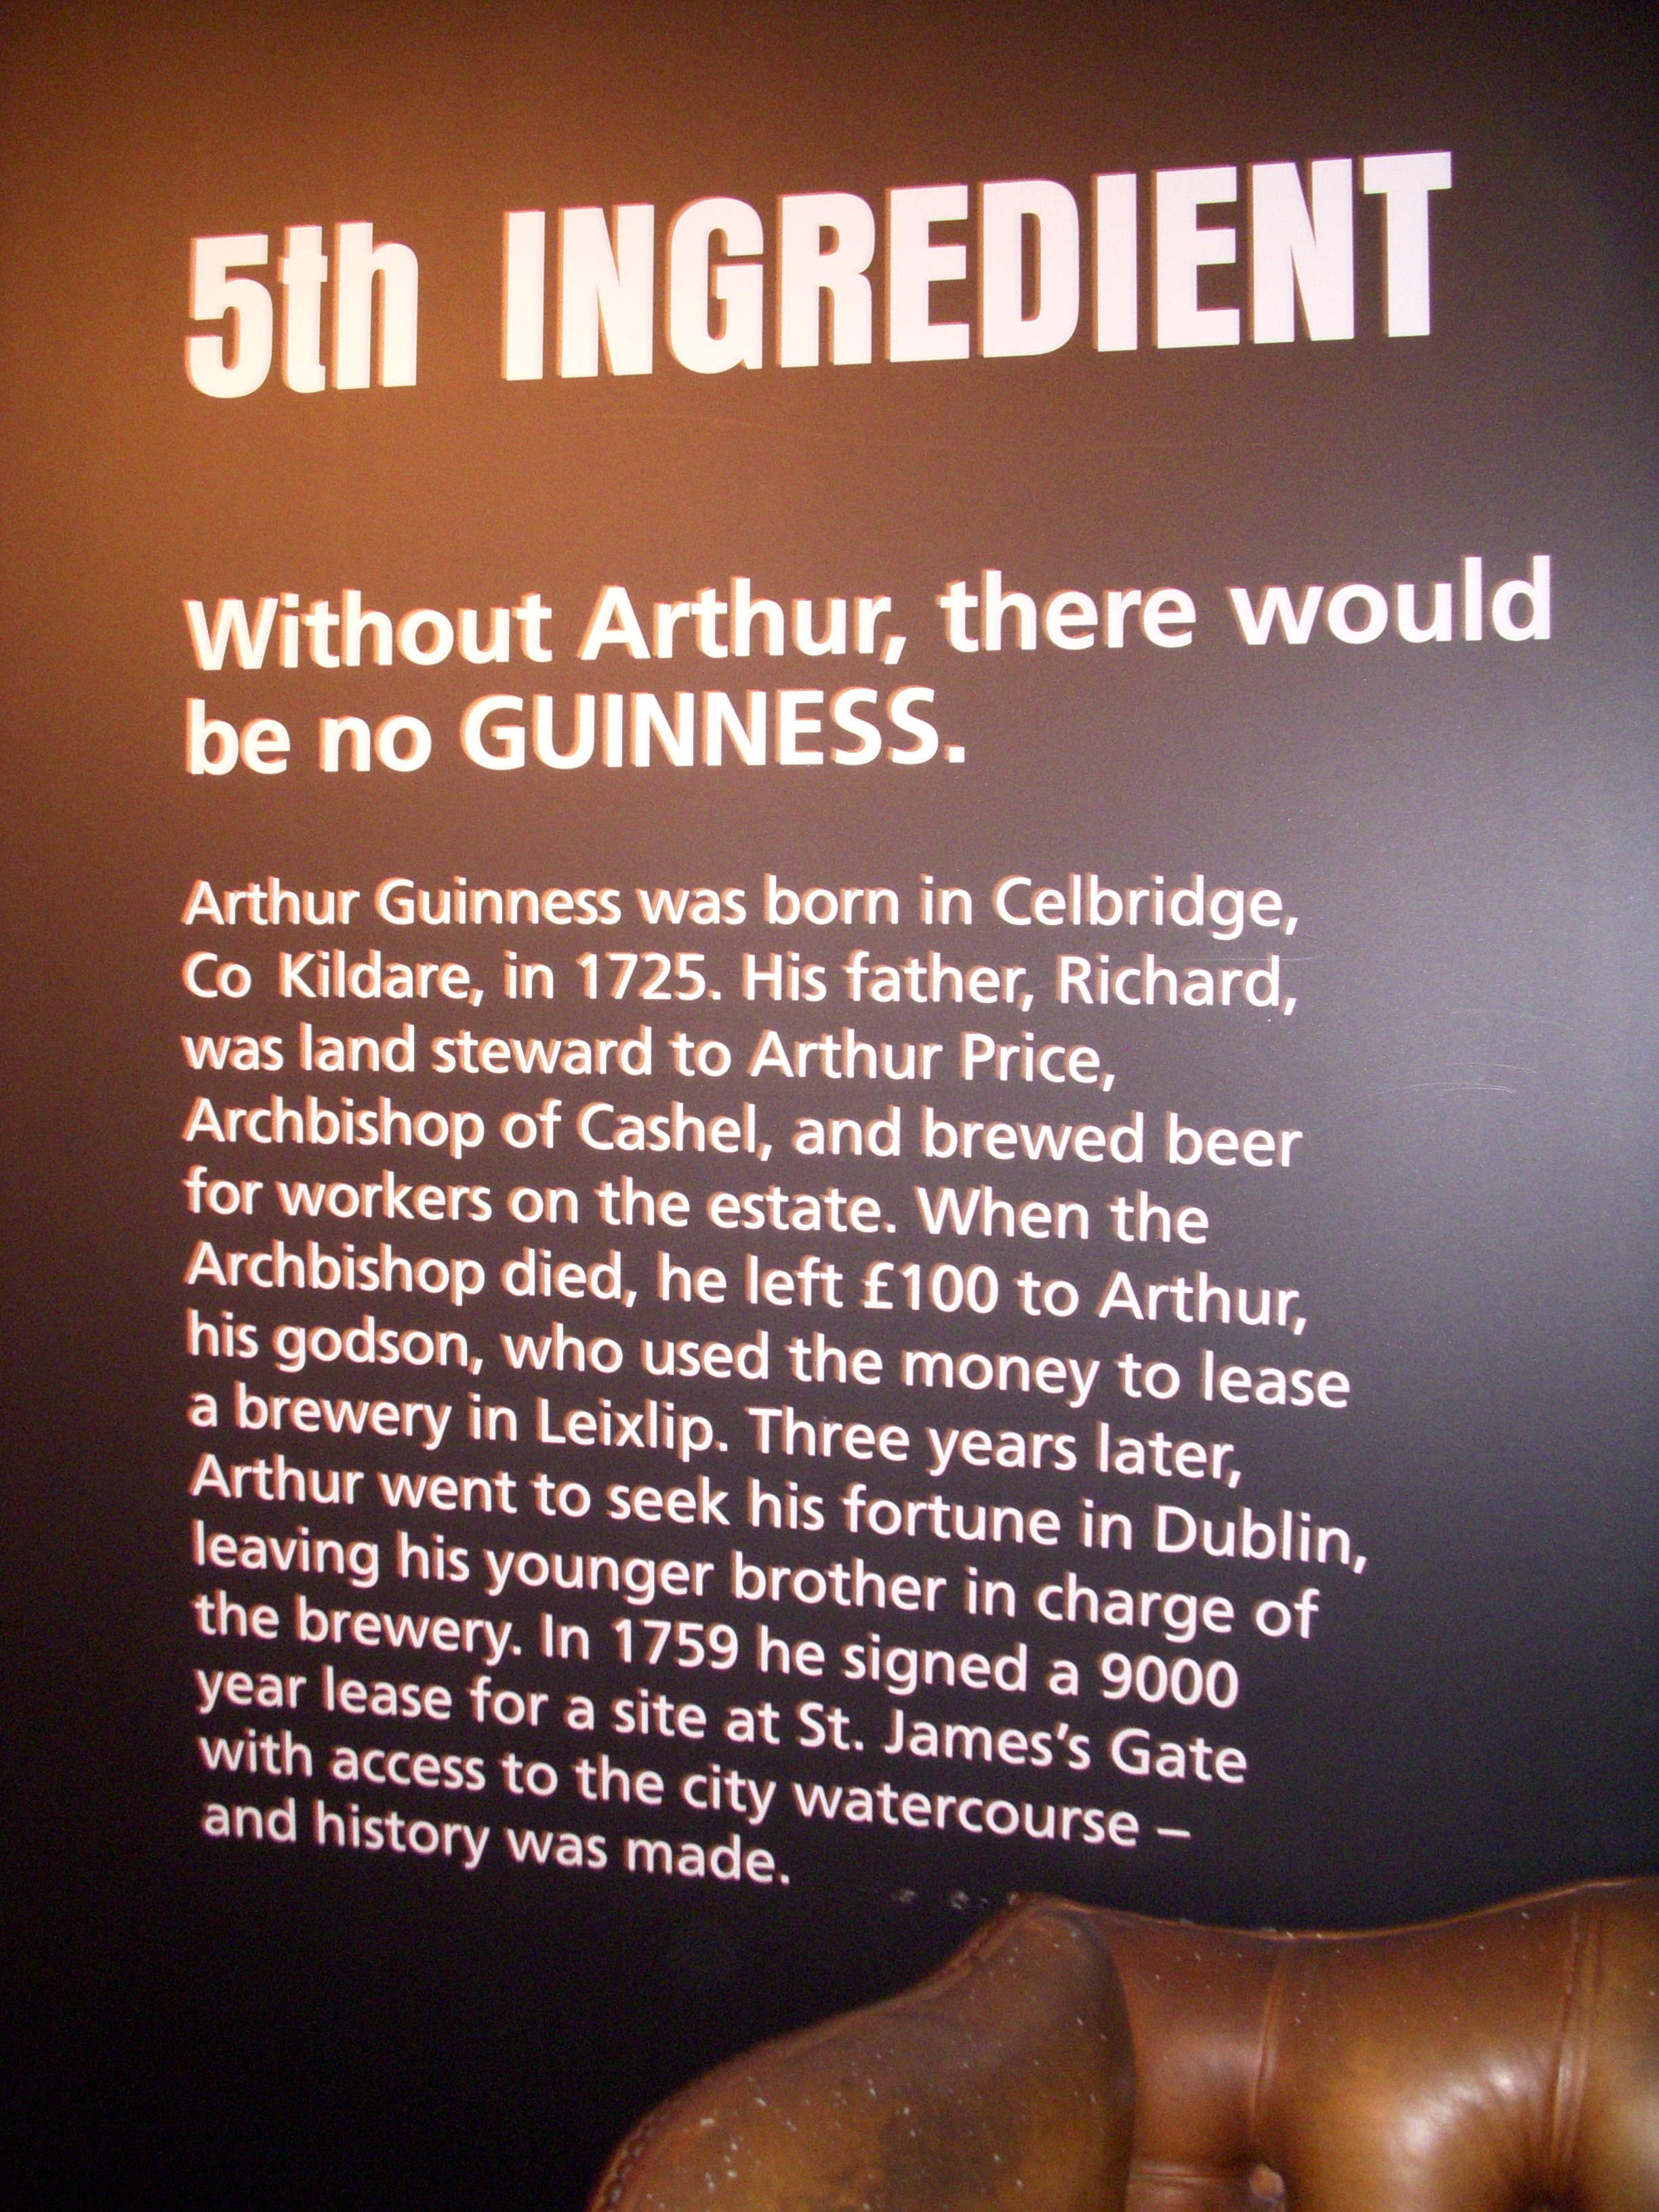 5th INGREDIENT
Without Arthur, there would
be no GUINNESS.
Arthur Guinness was born in Celbridge,
Co Kildare, in 1725. His father, Richard,
was land steward to Arthur Price,
Archbishop of Cashel, and brewed beer
for workers on the estate. When the
Archbishop died, he left £100 to Arthur,
his godson, who used the money to lease
a brewery in Leixlip. Three years later,
Arthur went to seek his fortune in Dublin,
leaving his younger brother in charge of
the brewery. In 1759 he signed a 9000
year lease for a site at St. James’s Gate
with access to the city watercourse –
and history was made.